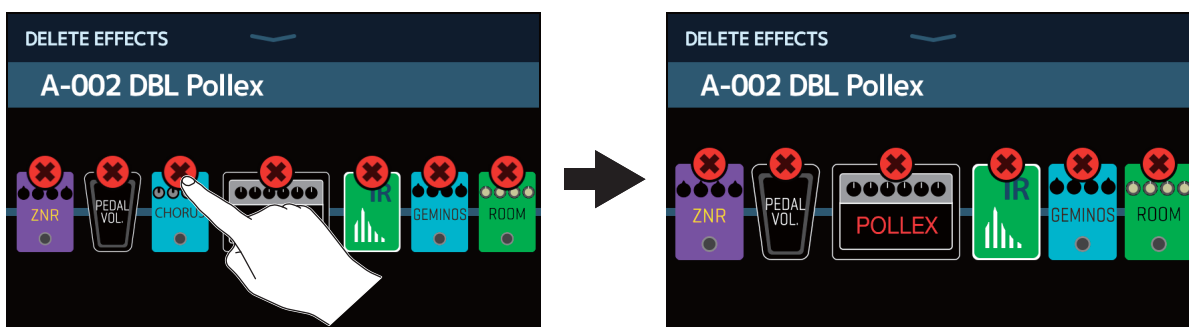 DELETE EFFECTS
A-002 DBL Pollex
ZNR
PEDAL
VOL.
CHORUS
IR
GEMINOS
ROOM
DELETE EFFECTS
A-002 DBL Pollex
ZNR
PEDAL
VOL.
POLLEX
IR
GEMINOS
ROOM